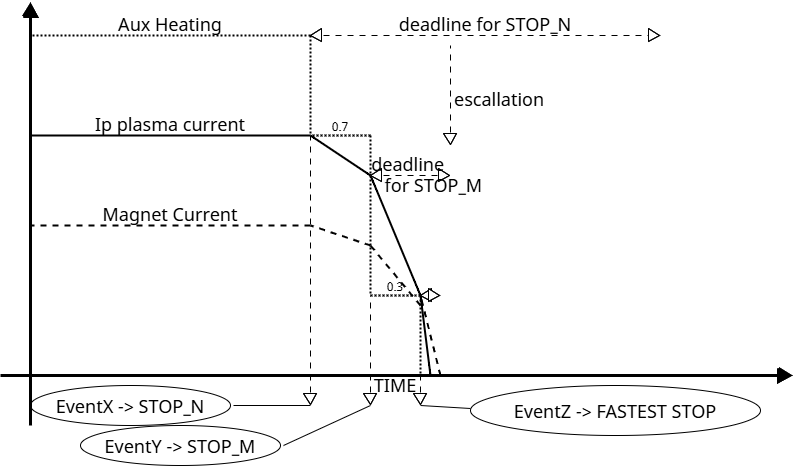 Aux Heating
deadline for STOP_N
escallation
Ip plasma current
0.7
deadline
for STOP_M
Magnet Current
0.3
TIME
EventX -> STOP_N
EventZ -> FASTEST STOP
EventY -> STOP_M